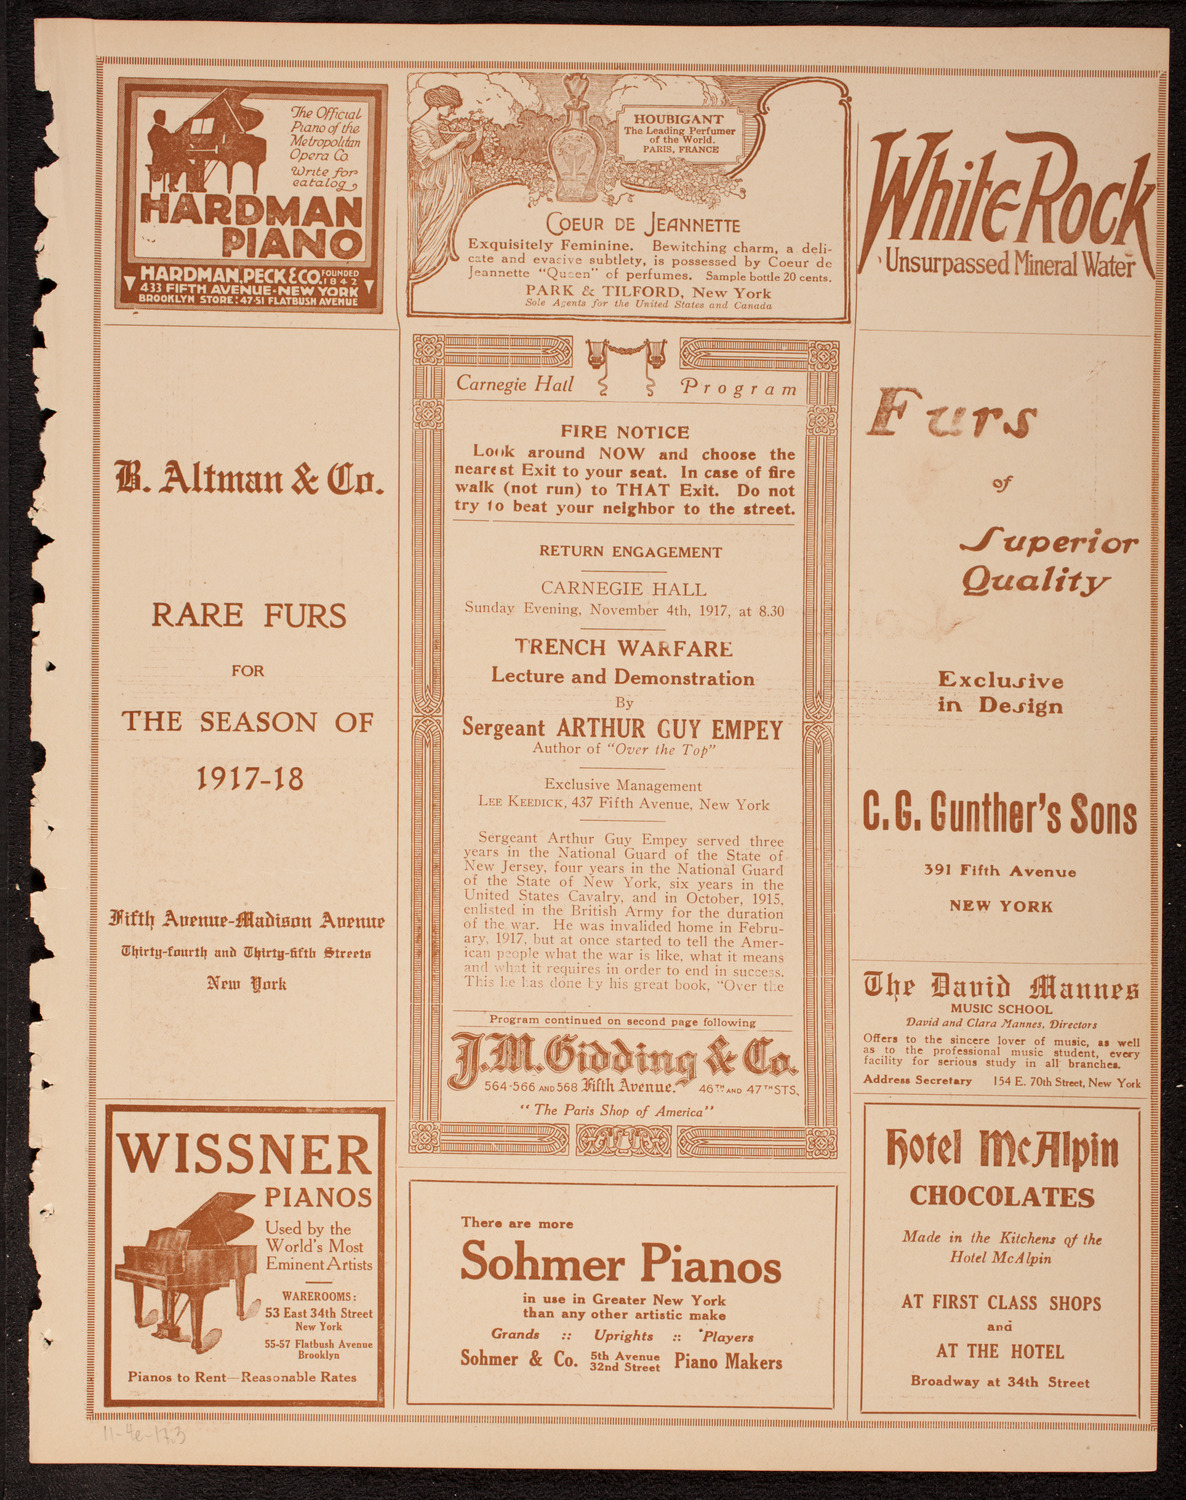 The Official
Piano of the
Metropolitan
Opera Co.
Write for
catalog
HARDMAN
PIANO
HARDMAN, PECK & CO. FOUNDED 1842
433 FIFTH AVENUE-NEW YORK
BROOKLYN STORE: 47-51 FLATBUSH AVENUE
B. Altman & Co.
RARE FURS
FOR
THE SEASON OF
1917-18
Fifth Avenue-Madison Avenue
Thirty-fourth and Thirty-fifth Streets
New York
WISSNER
PIANOS
Used by the
World's Most
Eminent Artists
WAREROOMS:
53 East 34th Street
New York
55-57 Flatbush Avenue
Brooklyn
Pianos to Rent—Reasonable Rates
HOUBIGANT
The Leading Perfumer
of the World.
PARIS, FRANCE
COEUR DE JEANNETTE
Exquisitely Feminine. Bewitching charm, a deli-
cate and evasive subtlety, is possessed by Coeur de
Jeannette "Queen" of perfumes. Sample bottle 20 cents.
PARK & TILFORD, New York
Sole Agents for the United States and Canada
Carnegie Hall Program
FIRE NOTICE
Look around NOW and choose the
nearest Exit to your seat. In case of fire
walk (not run) to THAT Exit. Do not
try to beat your neighbor to the street.
RETURN ENGAGEMENT
CARNEGIE HALL
Sunday Evening, November 4th, 1917, at 8.30
TRENCH WARFARE
Lecture and Demonstration
By
Sergeant ARTHUR GUY EMPEY
Author of "Over the Top"
Exclusive Management
LEE KEEDICK, 437 Fifth Avenue, New York
Sergeant Arthur Guy Empey served three
years in the National Guard of the State of
New Jersey, four years in the National Guard
of the State of New York, six years in the
United States Cavalry, and in October, 1915,
enlisted in the British Army for the duration
of the war. He was invalided home in Febru-
ary, 1917, but at once started to tell the Amer-
ican people what the war is like, what it means
and what it requires in order to end in success.
This he has done by his great book, "Over the
Program continued on second page following
J.M. Gidding & Co.
564-566 AND 568 Fifth Avenue. 46TH AND 47TH STS.
"The Paris Shop of America"
There are more
Sohmer Pianos
in use in Greater New York
than any other artistic make
Grands :: Uprights :: Players
Sohmer & Co. 5th Avenue 32nd Street Piano Makers
White Rock
Unsurpassed Mineral Water
Furs
of
Superior
Quality
Exclusive
in Design
C.G. Gunther's Sons
391 Fifth Avenue
NEW YORK
The David Mannes
MUSIC SCHOOL
David and Clara Mannes, Directors
Offers to the sincere lover of music, as well
as to the professional music student, every
facility for serious study in all branches.
Address Secretary 154 E. 70th Street, New York
Hotel McAlpin
CHOCOLATES
Made in the Kitchens of the
Hotel McAlpin
AT FIRST CLASS SHOPS
and
AT THE HOTEL
Broadway at 34th Street